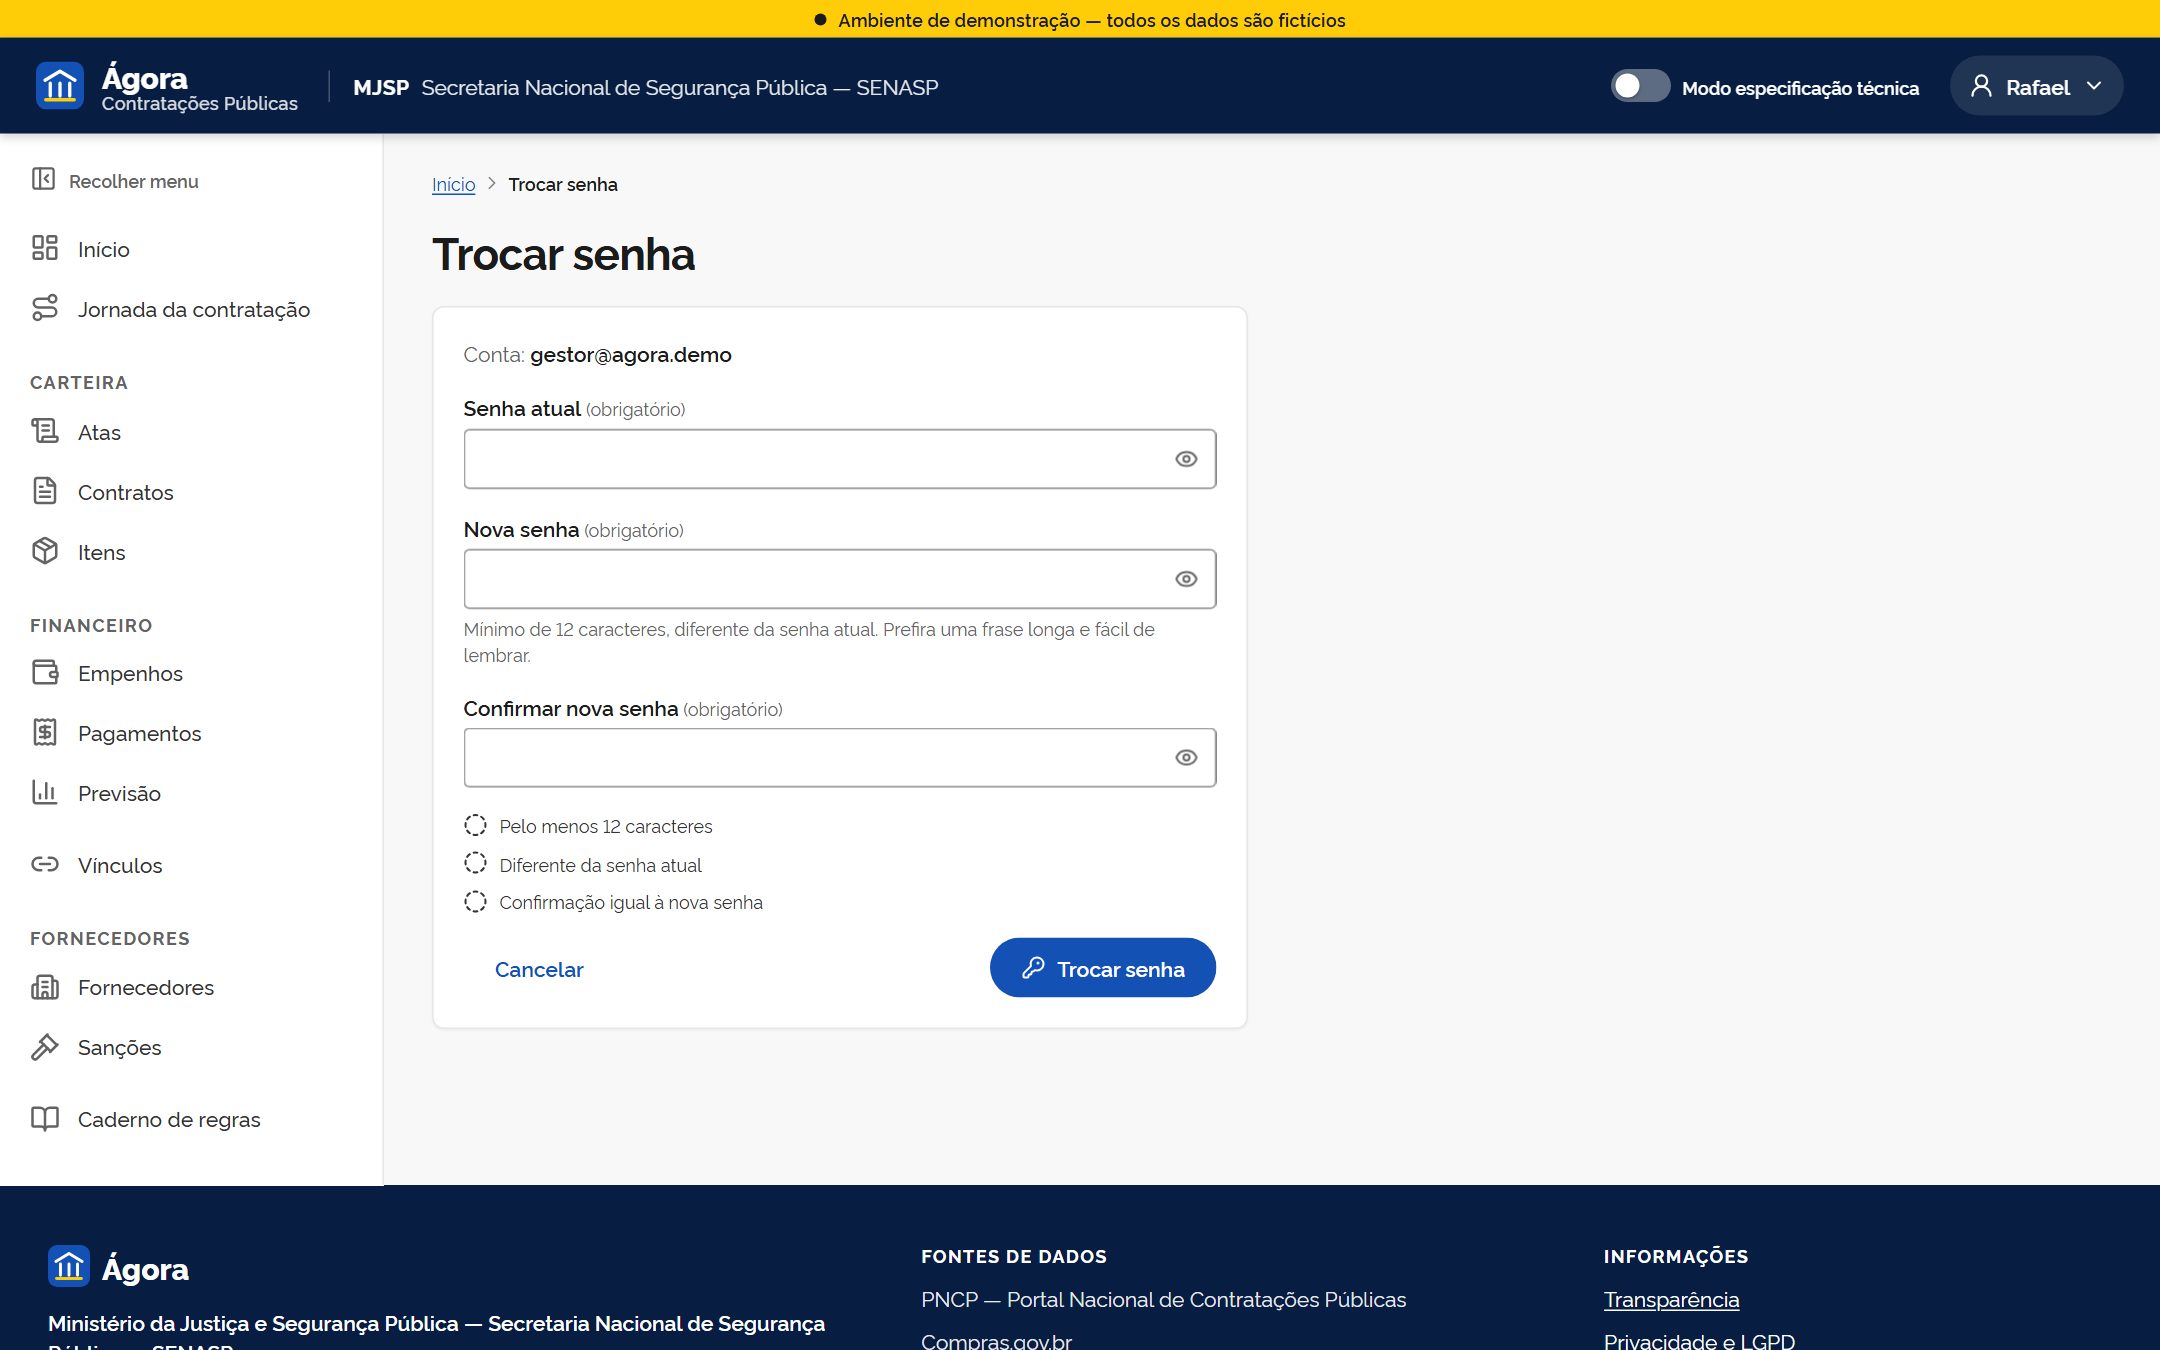 Ambiente de demonstração — todos os dados são fictícios
Ágora
Contratações Públicas
MJSP Secretaria Nacional de Segurança Pública — SENASP
Modo especificação técnica
Rafael
Recolher menu
Início
Jornada da contratação
CARTEIRA
Atas
Contratos
Itens
FINANCEIRO
Empenhos
Pagamentos
Previsão
Vínculos
FORNECEDORES
Fornecedores
Sanções
Caderno de regras
Início > Trocar senha
Trocar senha
Conta: gestor@agora.demo
Senha atual (obrigatório)
Nova senha (obrigatório)
Mínimo de 12 caracteres, diferente da senha atual. Prefira uma frase longa e fácil de
lembrar.
Confirmar nova senha (obrigatório)
Pelo menos 12 caracteres
Diferente da senha atual
Confirmação igual à nova senha
Cancelar
Trocar senha
Ágora
Ministério da Justiça e Segurança Pública — Secretaria Nacional de Segurança
Pública — SENASP
FONTES DE DADOS
PNCP — Portal Nacional de Contratações Públicas
Compras.gov.br
INFORMAÇÕES
Transparência
Privacidade e LGPD